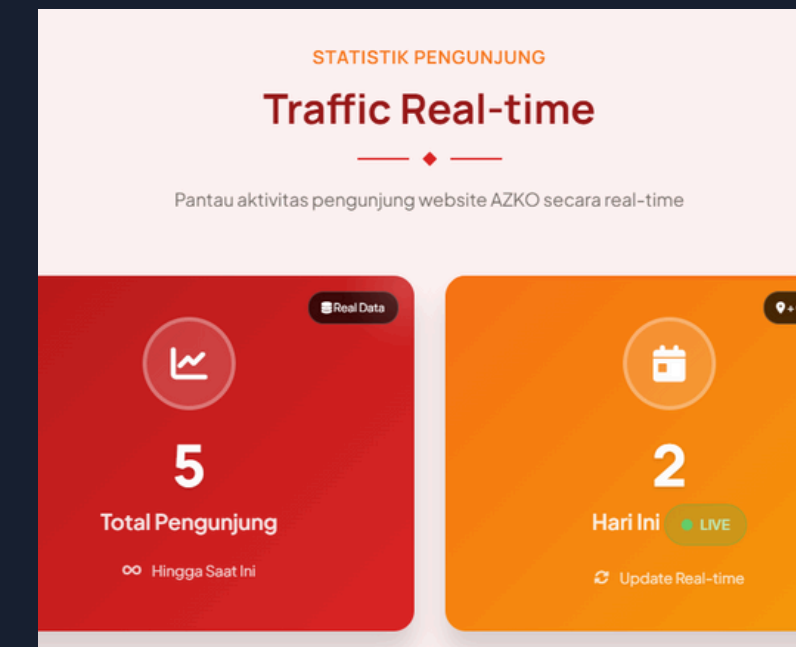 STATISTIK PENGUNJUNG
Traffic Real-time
Pantau aktivitas pengunjung website AZKO secara real-time
Real Data
5
Total Pengunjung
Hingga Saat Ini
+
2
Hari Ini
LIVE
Update Real-time